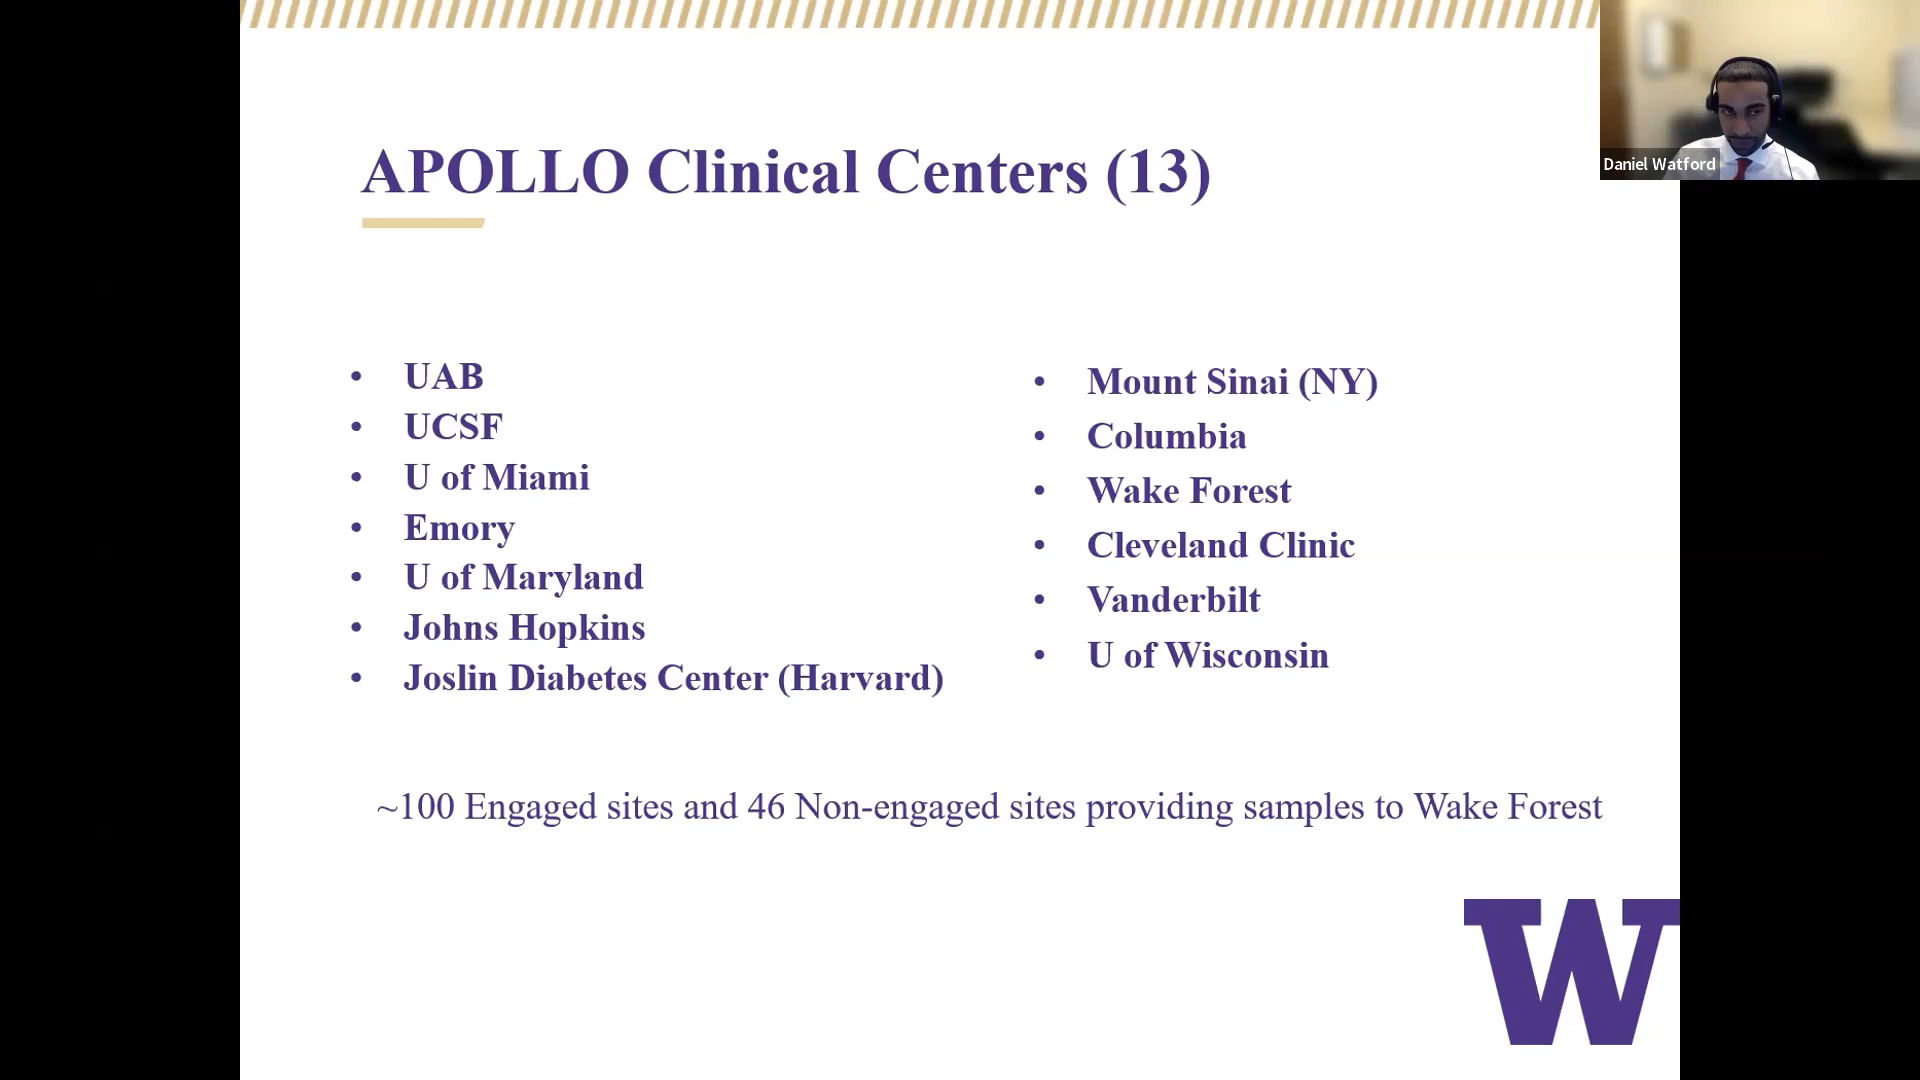 APOLLO Clinical Centers (13)
Daniel Watford
• UAB
• UCSF
• U of Miami
• Emory
• U of Maryland
• Johns Hopkins
• Joslin Diabetes Center (Harvard)
• Mount Sinai (NY)
• Columbia
• Wake Forest
• Cleveland Clinic
• Vanderbilt
• U of Wisconsin
~100 Engaged sites and 46 Non-engaged sites providing samples to Wake Forest
W